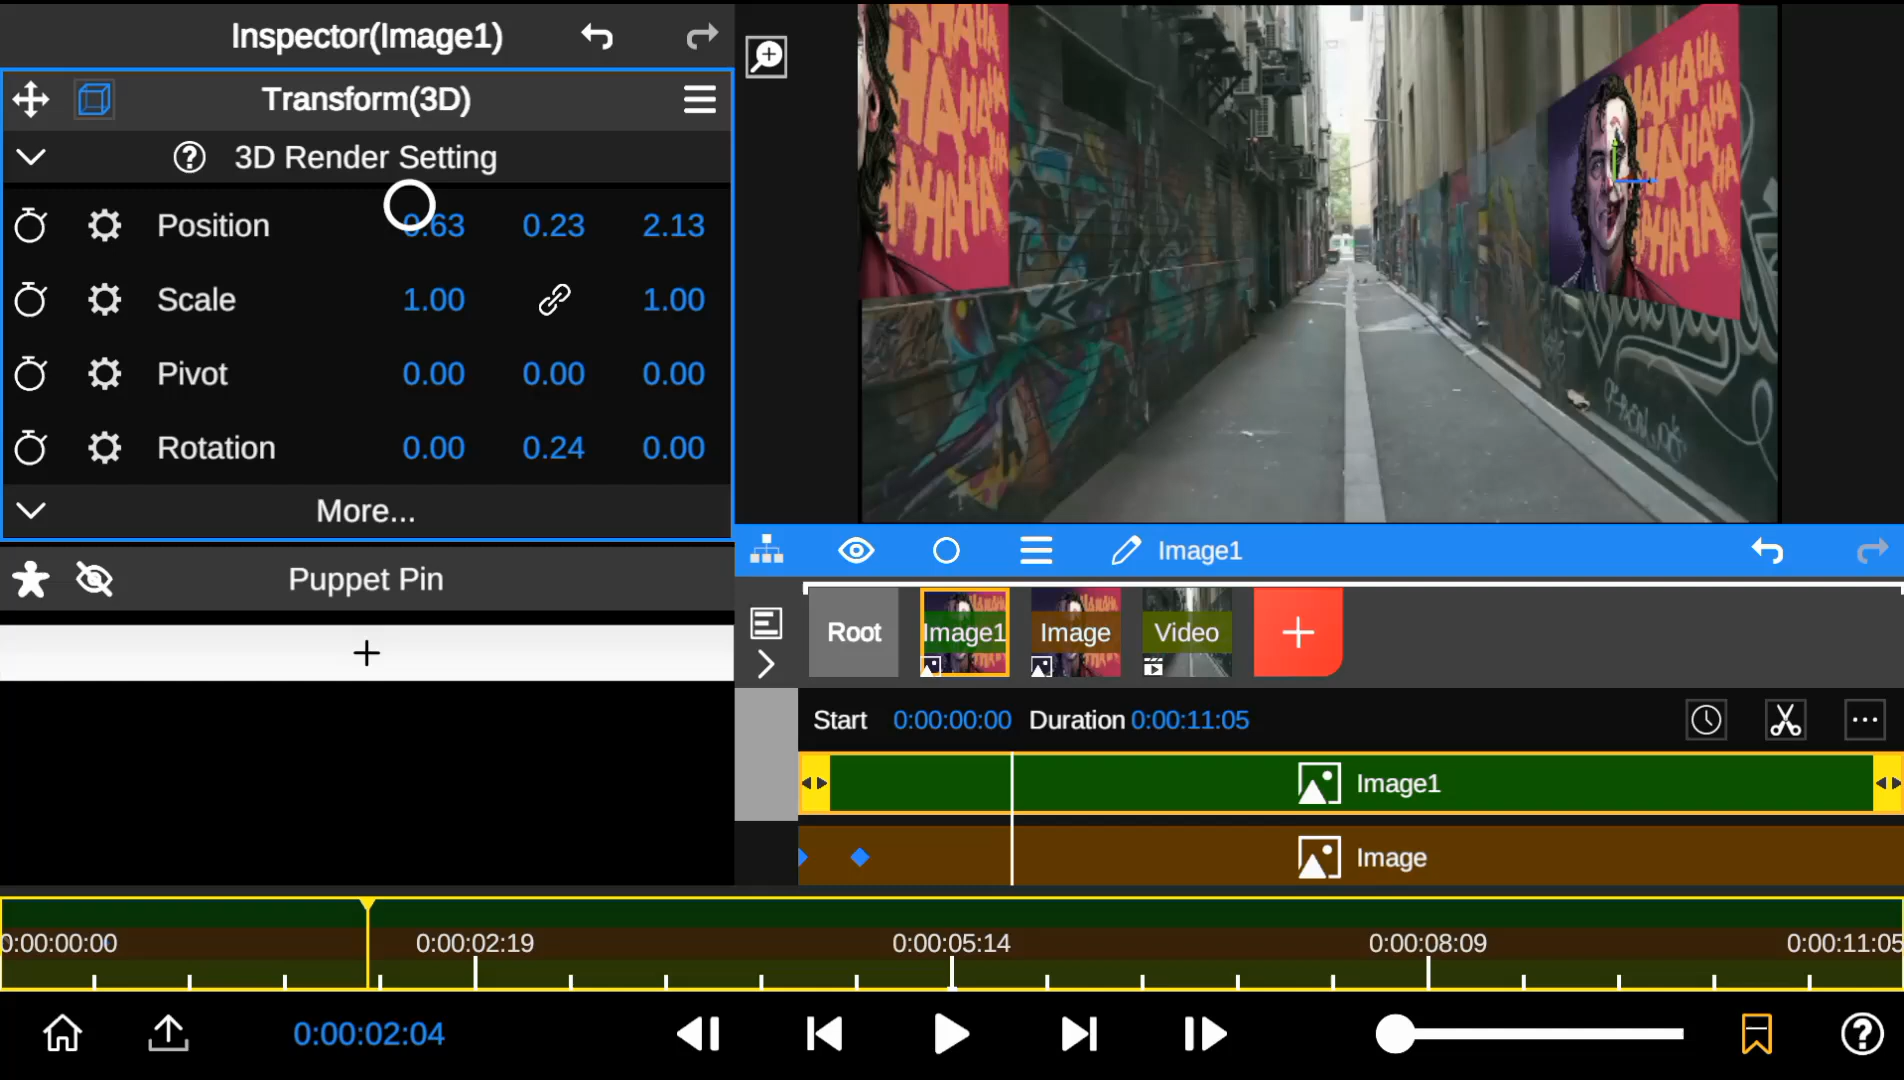 Inspector(Image1)
Transform(3D)
3D Render Setting
Position 0.63 0.23 2.13
Scale 1.00 1.00
Pivot 0.00 0.00 0.00
Rotation 0.00 0.24 0.00
More...
Puppet Pin
HAHAHA
Image1
Root Image1 Image Video
Start 0:00:00:00 Duration 0:00:11:05
Image1
Image
0:00:00:00 0:00:02:19 0:00:05:14 0:00:08:09 0:00:11:05
0:00:02:04